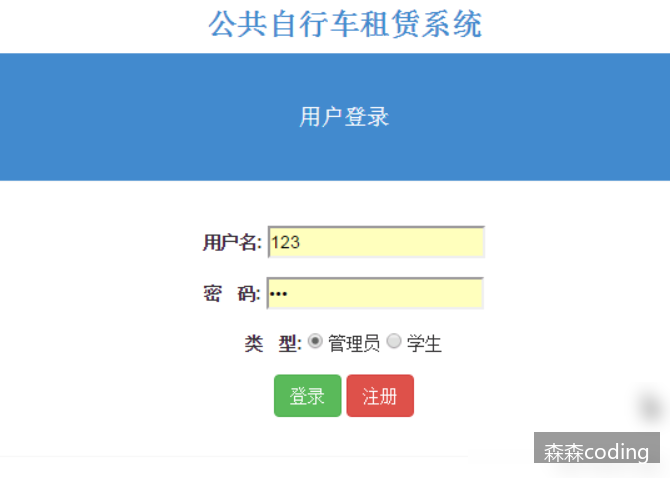 公共自行车租赁系统
用户登录
用户名: 123
密 码: •••
类 型: 管理员 学生
登录 注册
森森coding